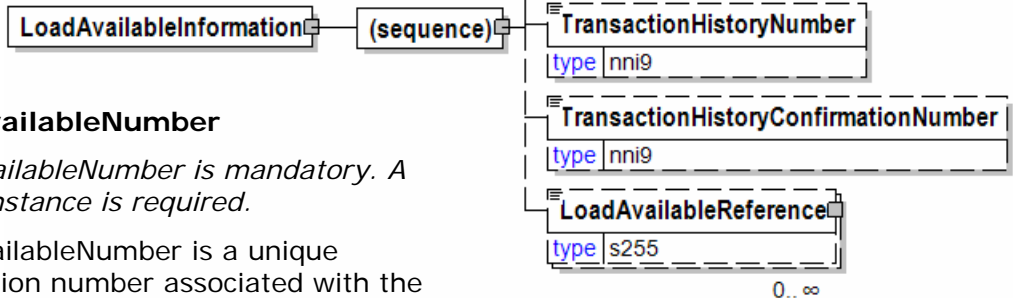 LoadAvailableInformation
(sequence)
TransactionHistoryNumber
type nni9
TransactionHistoryConfirmationNumber
type nni9
LoadAvailableReference
type s255
0..∞
vailableNumber
ailableNumber is mandatory. A
nstance is required.
ailableNumber is a unique
ion number associated with the